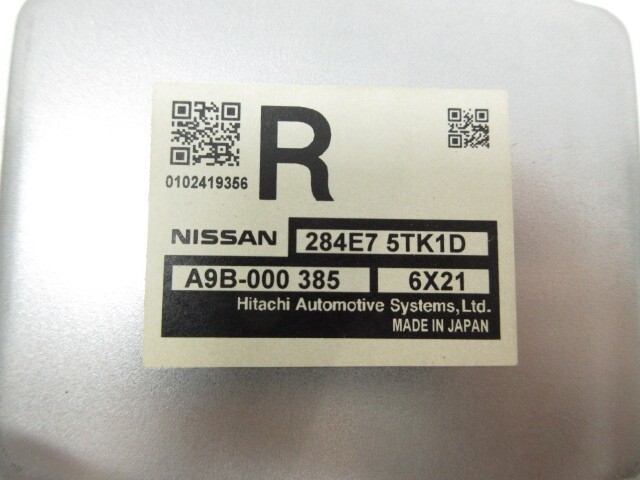 R
0102419356
NISSAN 284E7 5TK1D
A9B-000 385 6X21
Hitachi Automotive Systems,Ltd.
MADE IN JAPAN